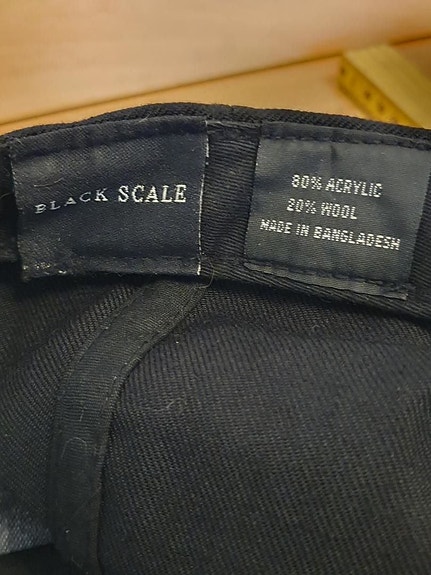 BLACK SCALE
80% ACRYLIC
20% WOOL
MADE IN BANGLADESH